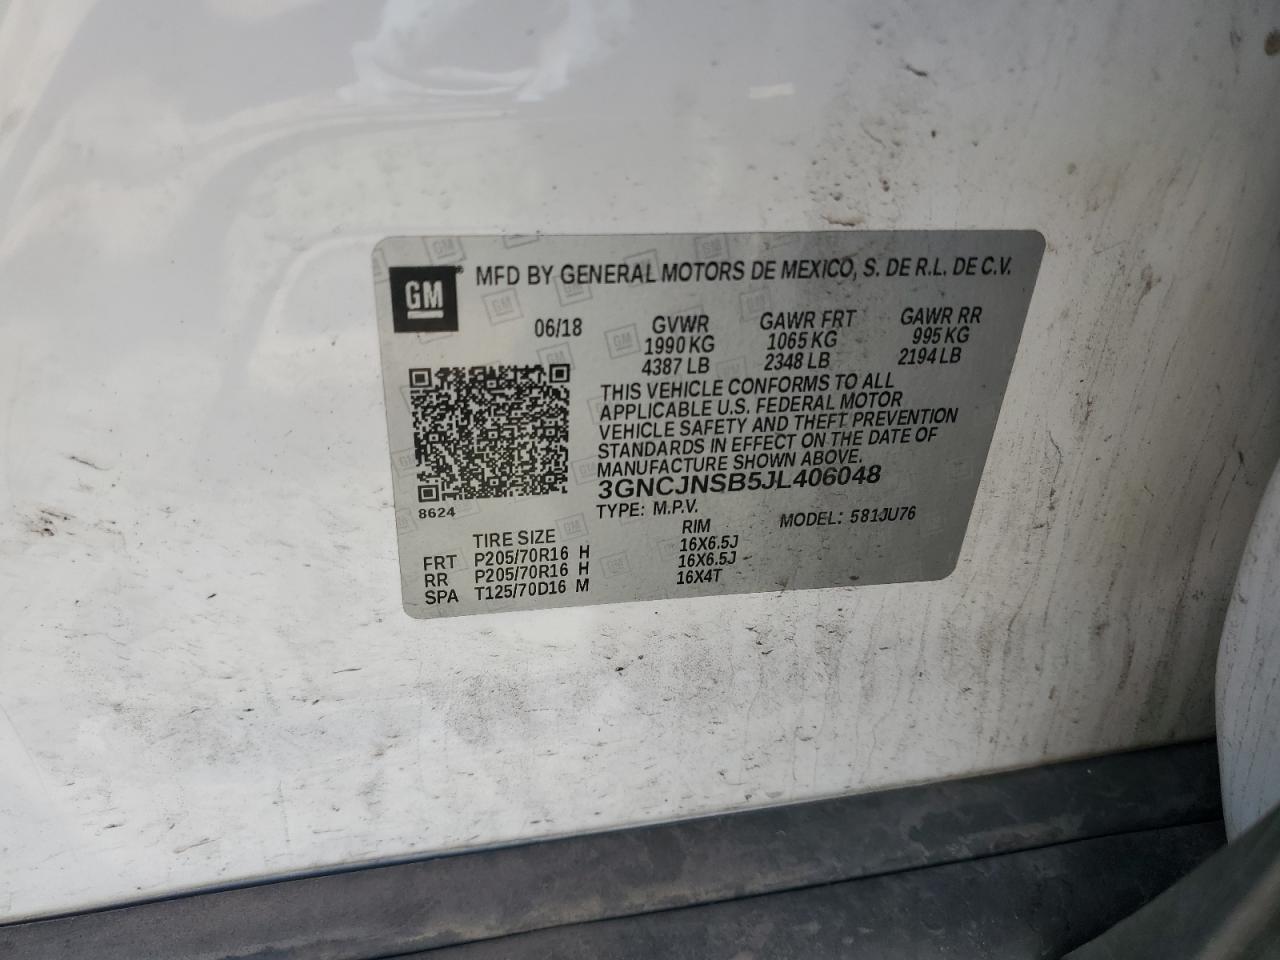 GM
MFD BY GENERAL MOTORS DE MEXICO, S. DE R.L. DE C.V.
06/18 GVWR GAWR FRT GAWR RR
1990 KG 1065 KG 995 KG
4387 LB 2348 LB 2194 LB
THIS VEHICLE CONFORMS TO ALL
APPLICABLE U.S. FEDERAL MOTOR
VEHICLE SAFETY AND THEFT PREVENTION
STANDARDS IN EFFECT ON THE DATE OF
MANUFACTURE SHOWN ABOVE.
3GNCJNSB5JL406048
8624
TYPE: M.P.V. MODEL: 581JU76
TIRE SIZE RIM
FRT P205/70R16 H 16X6.5J
RR P205/70R16 H 16X6.5J
SPA T125/70D16 M 16X4T